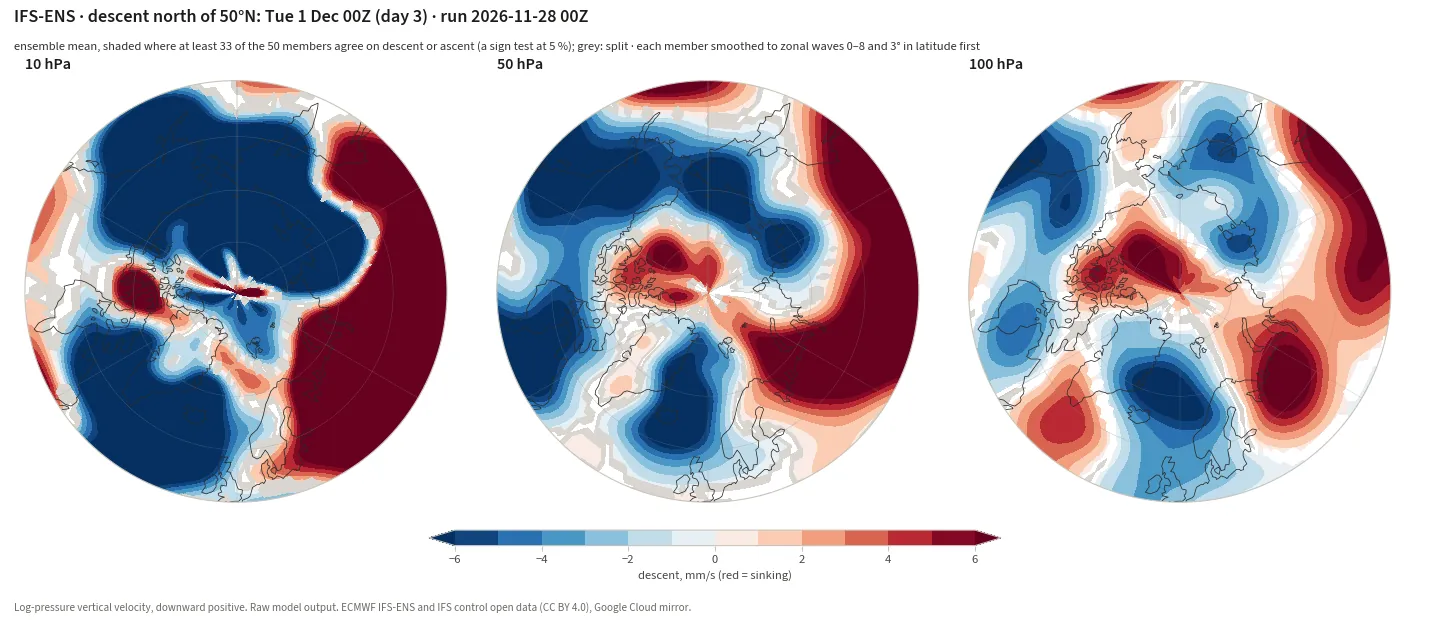 IFS-ENS · descent north of 50°N: Tue 1 Dec 00Z (day 3) · run 2026-11-28 00Z
ensemble mean, shaded where at least 33 of the 50 members agree on descent or ascent (a sign test at 5 %); grey: split · each member smoothed to zonal waves 0–8 and 3° in latitude first
10 hPa
50 hPa
100 hPa
−6 −4 −2 0 2 4 6
descent, mm/s (red = sinking)
Log-pressure vertical velocity, downward positive. Raw model output. ECMWF IFS-ENS and IFS control open data (CC BY 4.0), Google Cloud mirror.